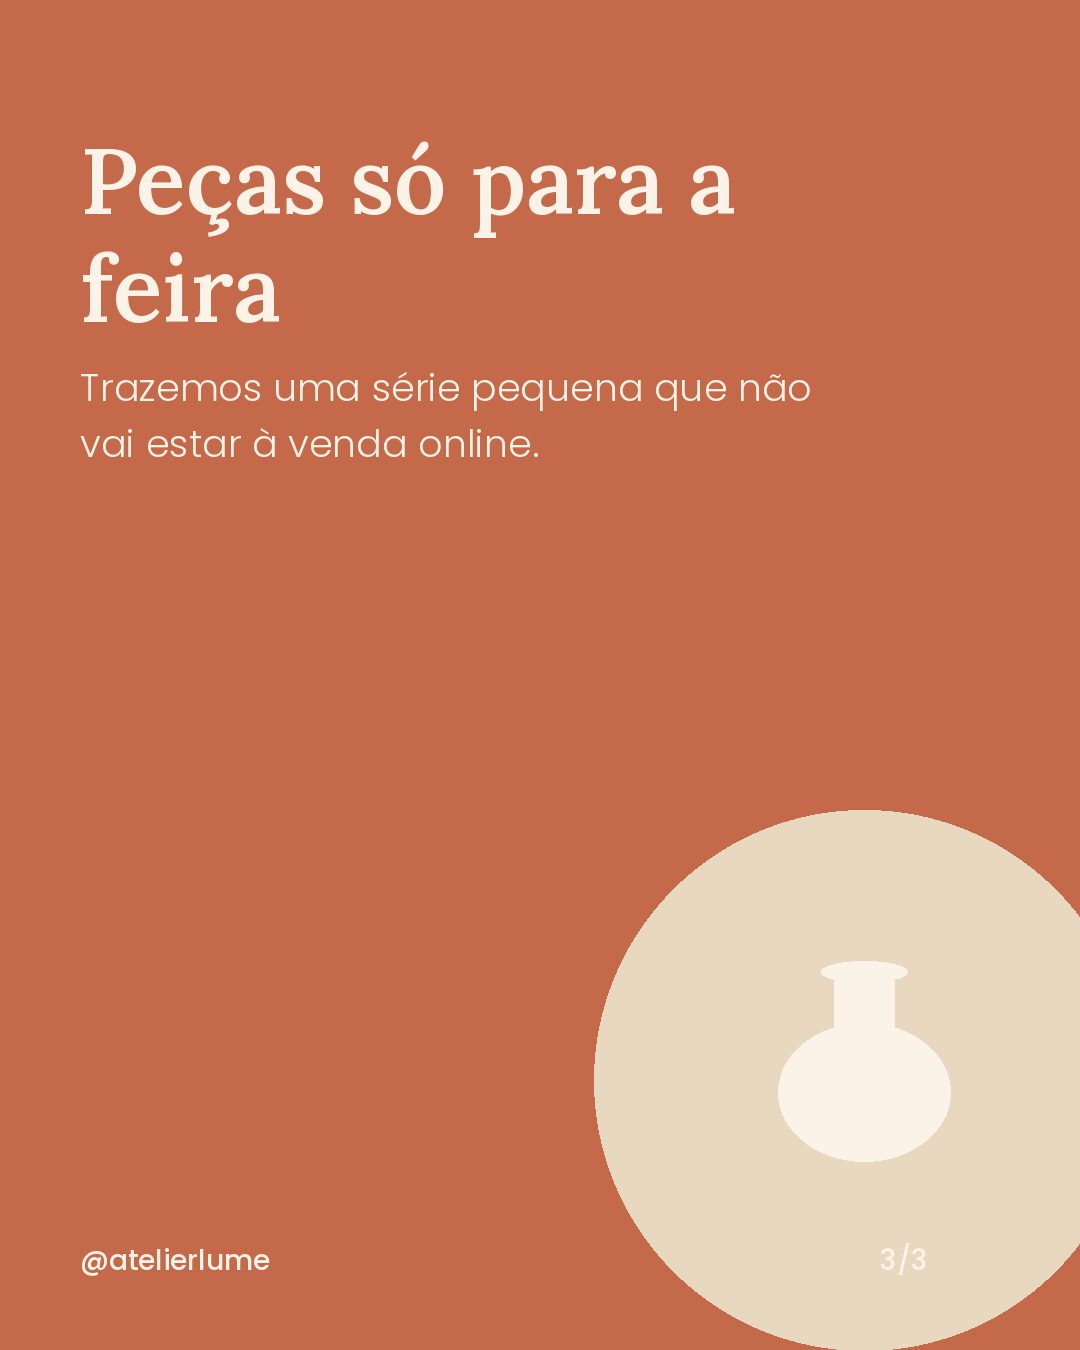 Peças só para a
feira
Trazemos uma série pequena que não
vai estar à venda online.
@atelierlume
3/3